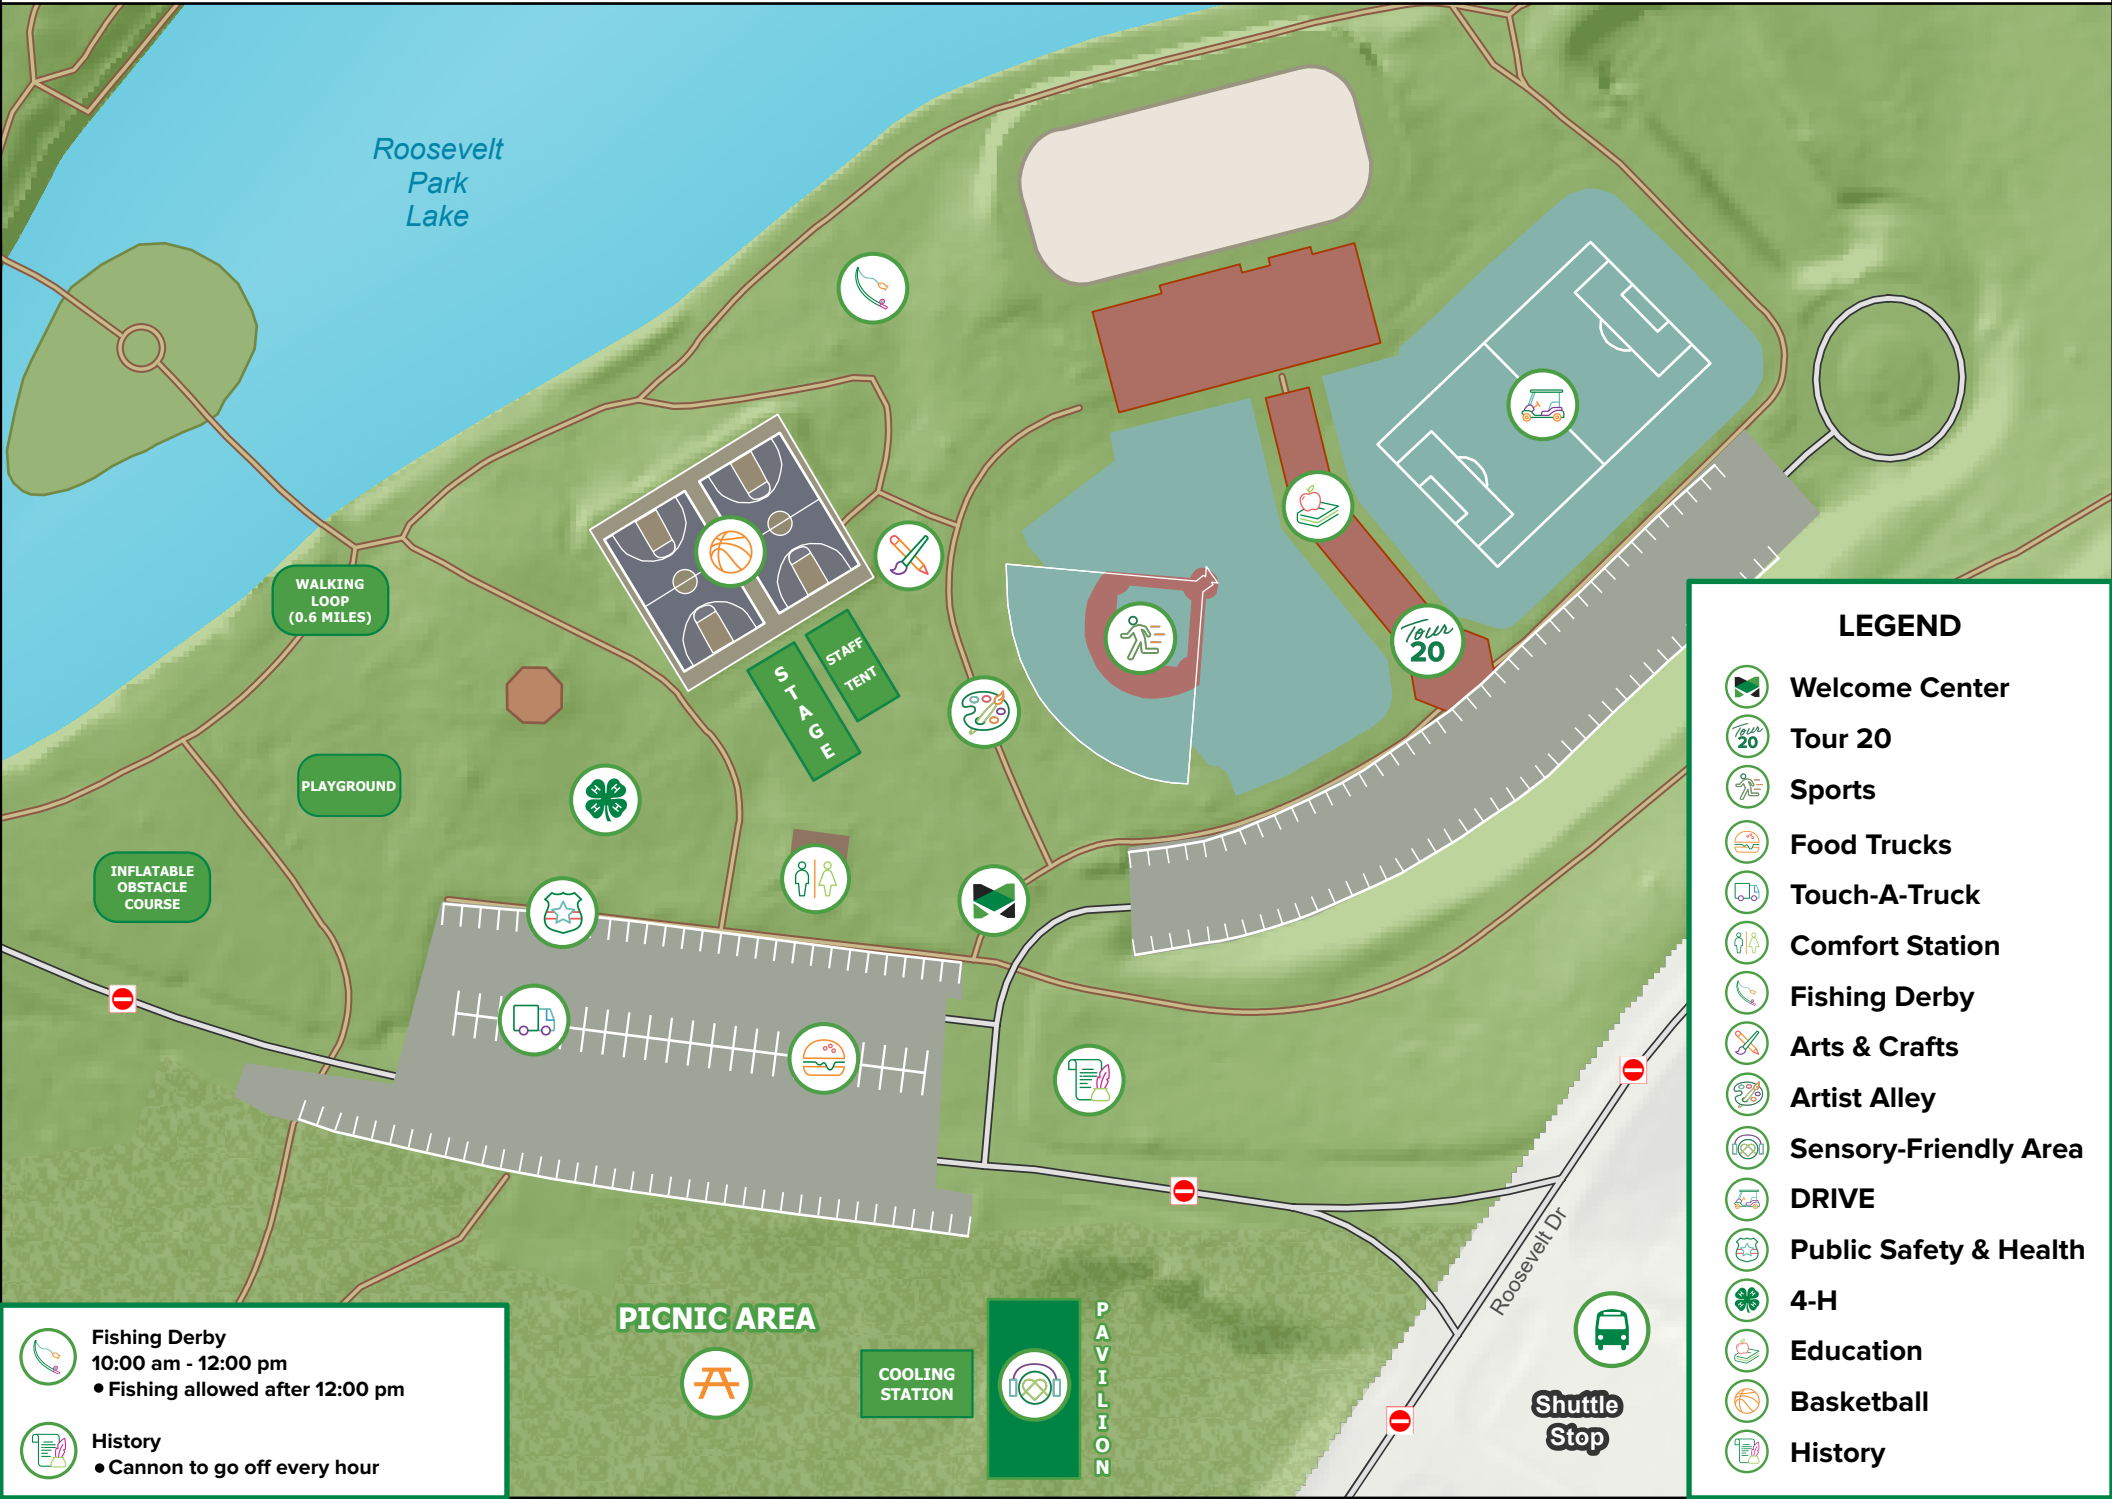 Roosevelt
Park
Lake
WALKING
LOOP
(0.6 MILES)
STAGE
STAFF
TENT
Tour
20
PLAYGROUND
INFLATABLE
OBSTACLE
COURSE
PICNIC AREA
COOLING
STATION
PAVILION
Roosevelt Dr
Shuttle
Stop
Fishing Derby
10:00 am - 12:00 pm
• Fishing allowed after 12:00 pm
History
• Cannon to go off every hour
LEGEND
Welcome Center
Tour
20
Tour 20
Sports
Food Trucks
Touch-A-Truck
Comfort Station
Fishing Derby
Arts & Crafts
Artist Alley
Sensory-Friendly Area
DRIVE
Public Safety & Health
4-H
Education
Basketball
History